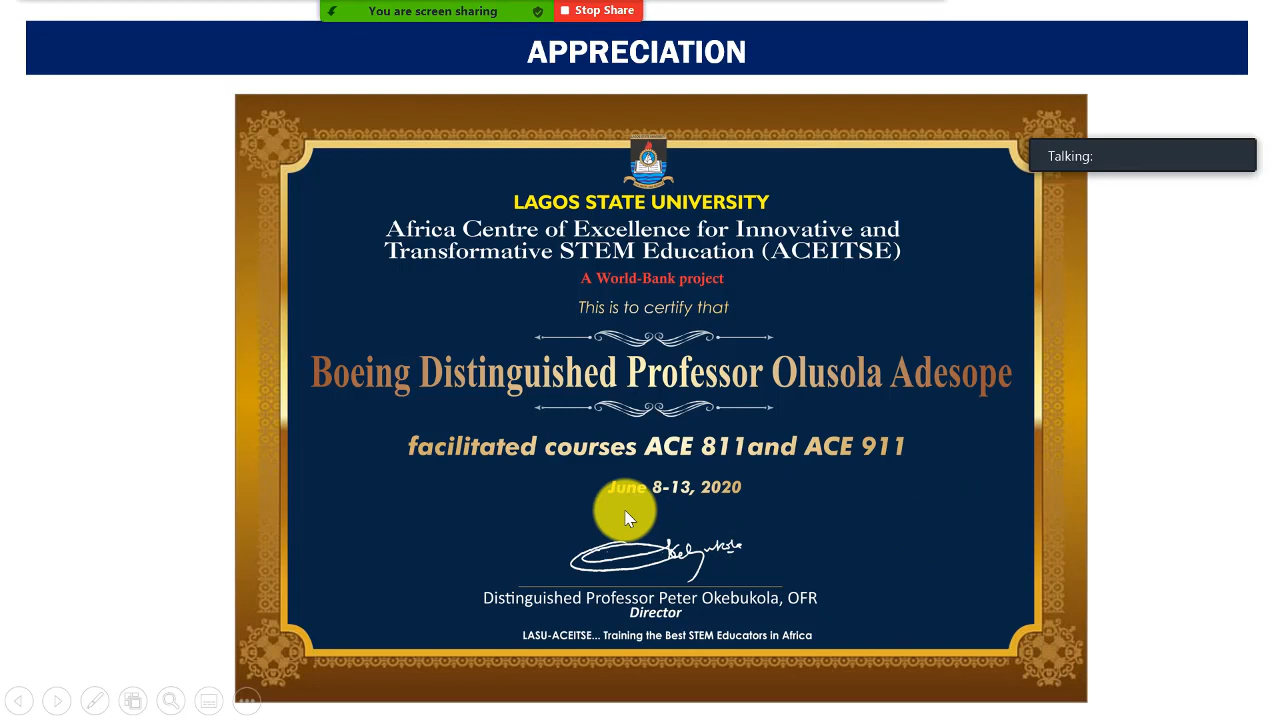 You are screen sharing
Stop Share
APPRECIATION
Talking:
LAGOS STATE UNIVERSITY
Africa Centre of Excellence for Innovative and
Transformative STEM Education (ACEITSE)
A World-Bank project
This is to certify that
Boeing Distinguished Professor Olusola Adesope
facilitated courses ACE 811and ACE 911
June 8-13, 2020
Distinguished Professor Peter Okebukola, OFR
Director
LASU-ACEITSE... Training the Best STEM Educators in Africa